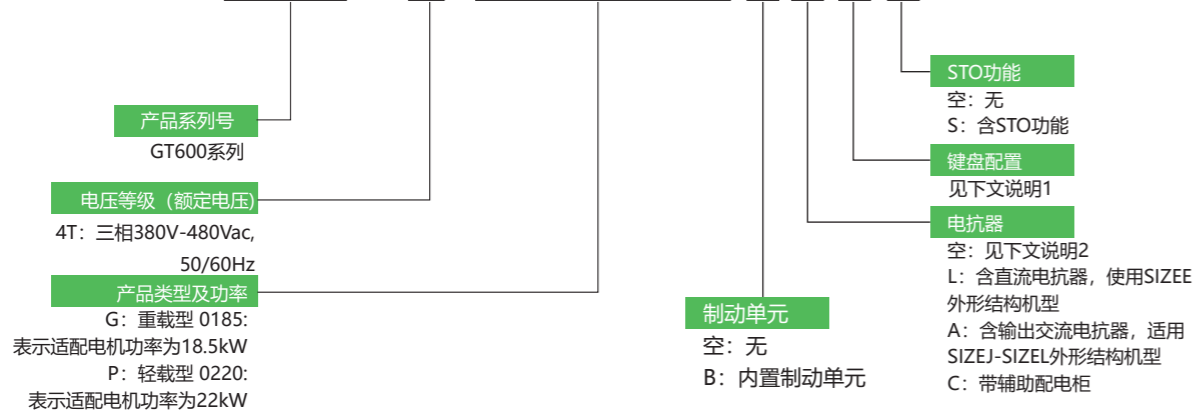 产品系列号
GT600系列
电压等级（额定电压)
4T：三相380V-480Vac,
50/60Hz
产品类型及功率
G：重载型 0185:
表示适配电机功率为18.5kW
P：轻载型 0220:
表示适配电机功率为22kW
制动单元
空：无
B：内置制动单元
STO功能
空：无
S：含STO功能
键盘配置
见下文说明1
电抗器
空：见下文说明2
L：含直流电抗器，使用SIZEE
外形结构机型
A：含输出交流电抗器，适用
SIZEJ-SIZEL外形结构机型
C：带辅助配电柜